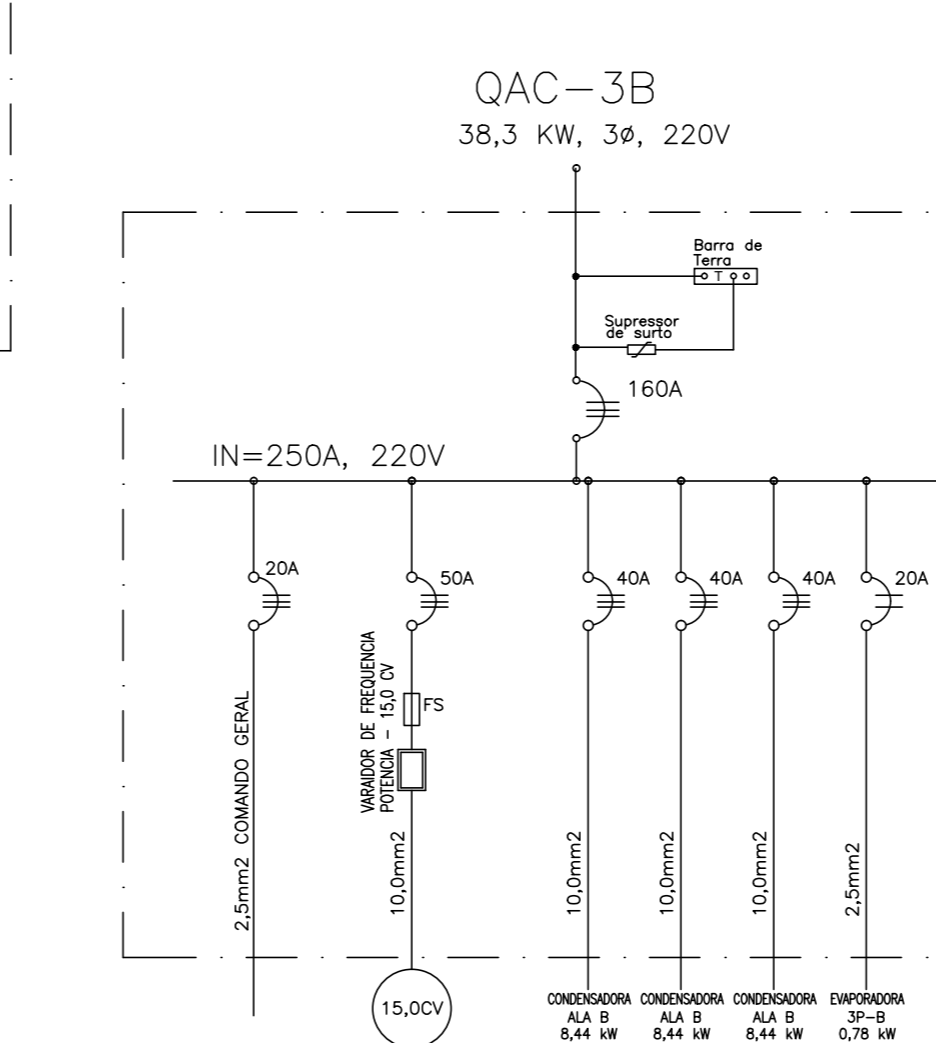 QAC-3B
38,3 KW, 3ø, 220V
Barra de
Terra
T
Supressor
de surto
160A
IN=250A, 220V
20A
50A
40A
40A
40A
20A
2,5mm2 COMANDO GERAL
VARAIDOR DE FREQUENCIA
POTENCIA - 15,0 CV
FS
10,0mm2
10,0mm2
10,0mm2
10,0mm2
2,5mm2
15,0CV
CONDENSADORA
ALA B
8,44 kW
CONDENSADORA
ALA B
8,44 kW
CONDENSADORA
ALA B
8,44 kW
EVAPORADORA
3P-B
0,78 kW